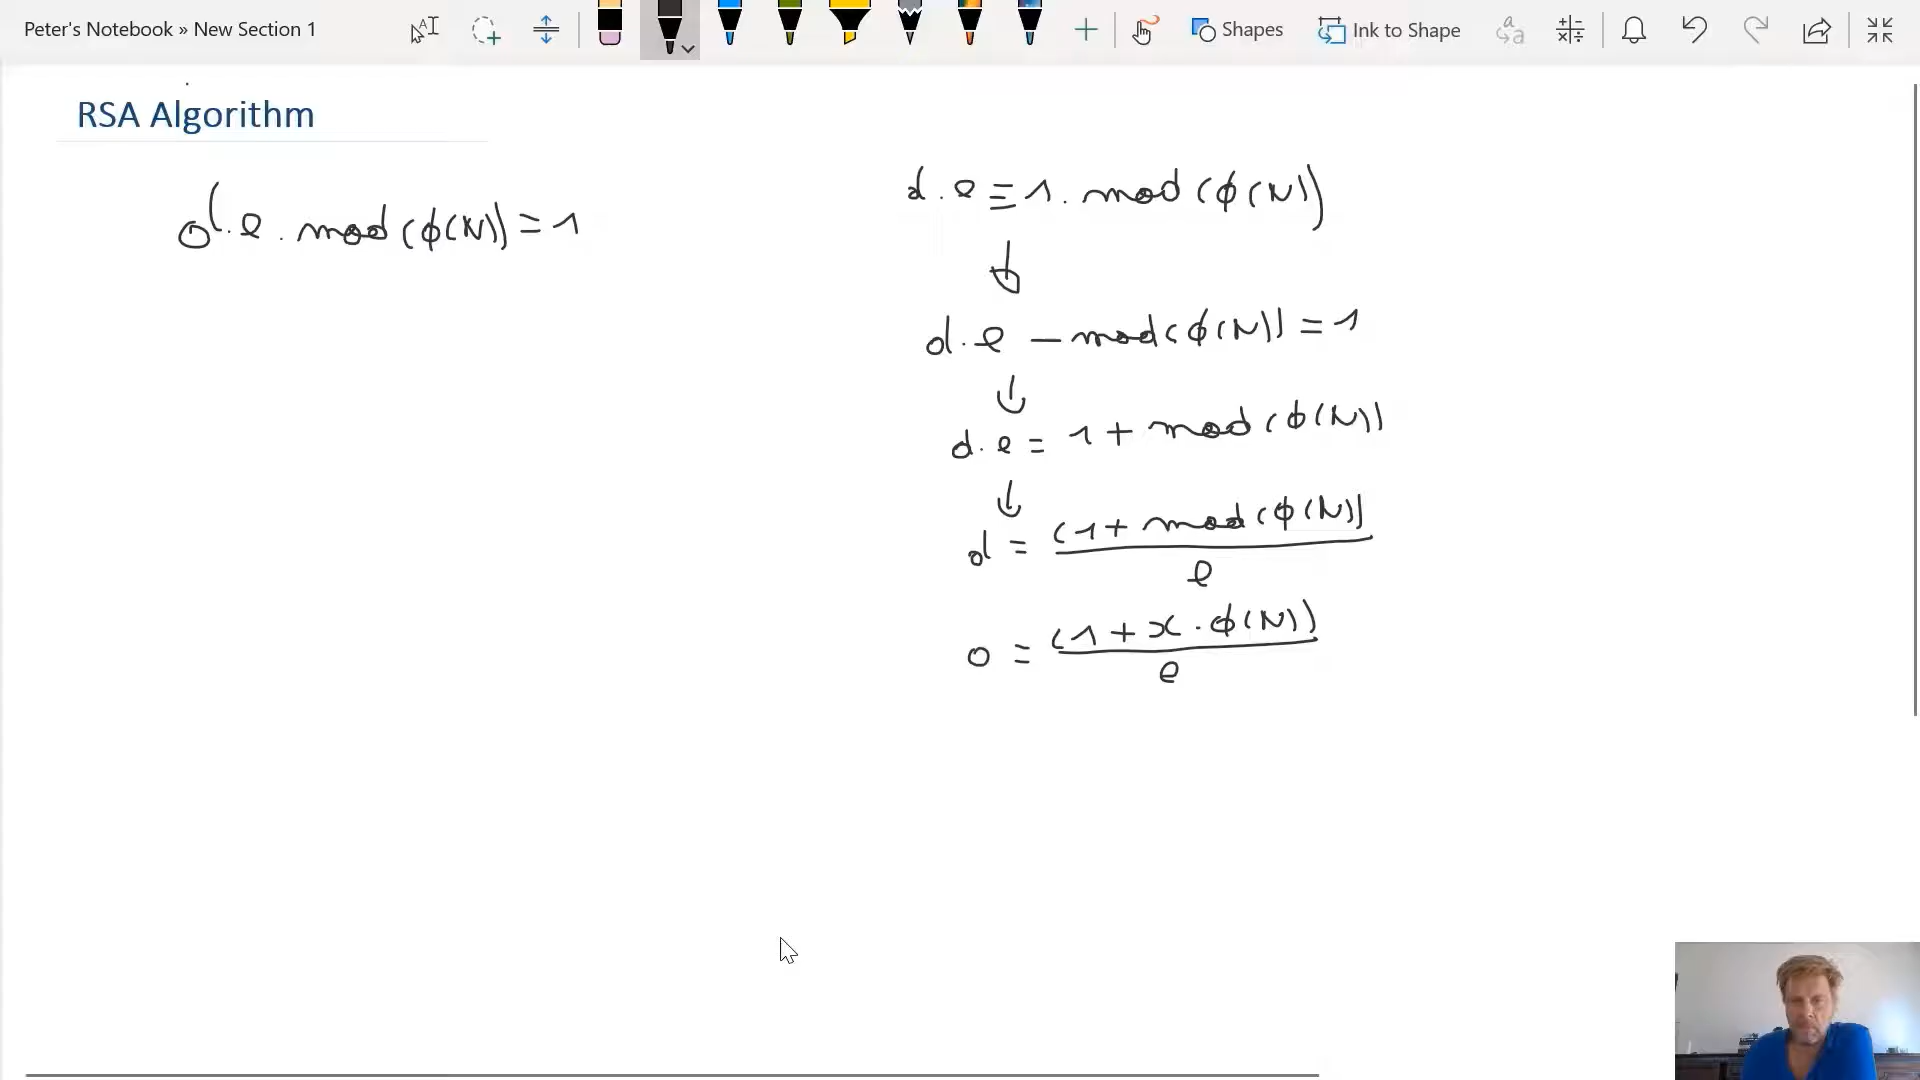 Peter's Notebook » New Section 1
Shapes
Ink to Shape
RSA Algorithm
d.e.mod(ϕ(N))=1
d.e≡1.mod(ϕ(N))
d.e-mod(ϕ(N))=1
d.e=1+mod(ϕ(N))
d=(1+mod(ϕ(N))
e
0=(1+x.ϕ(N))
e